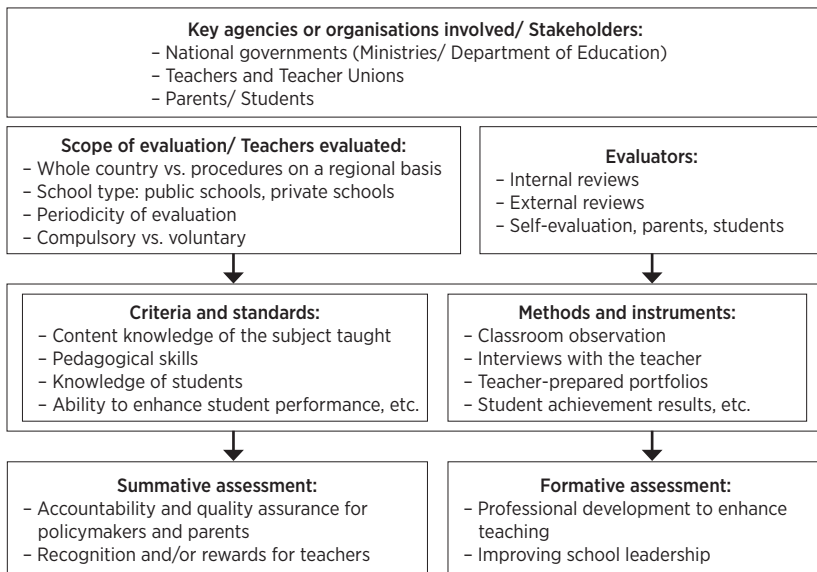 Key agencies or organisations involved/ Stakeholders:
– National governments (Ministries/ Department of Education)
– Teachers and Teacher Unions
– Parents/ Students
Scope of evaluation/ Teachers evaluated:
– Whole country vs. procedures on a regional basis
– School type: public schools, private schools
– Periodicity of evaluation
– Compulsory vs. voluntary
Evaluators:
– Internal reviews
– External reviews
– Self-evaluation, parents, students
Criteria and standards:
– Content knowledge of the subject taught
– Pedagogical skills
– Knowledge of students
– Ability to enhance student performance, etc.
Methods and instruments:
– Classroom observation
– Interviews with the teacher
– Teacher-prepared portfolios
– Student achievement results, etc.
Summative assessment:
– Accountability and quality assurance for
policymakers and parents
– Recognition and/or rewards for teachers
Formative assessment:
– Professional development to enhance
teaching
– Improving school leadership